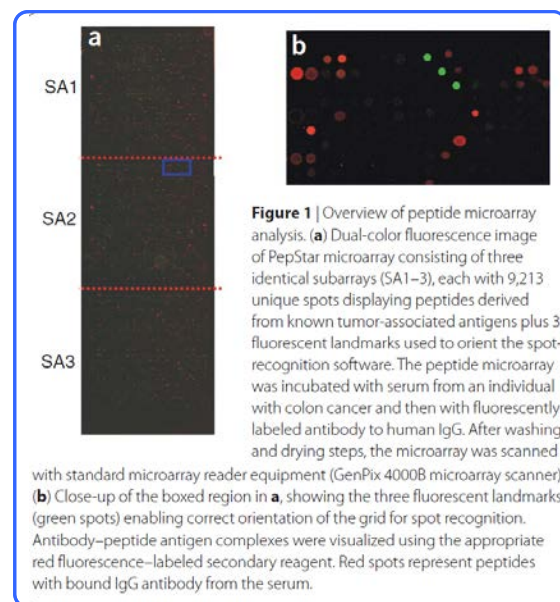 a
b
SA1
SA2
SA3
Figure 1 | Overview of peptide microarray
analysis. (a) Dual-color fluorescence image
of PepStar microarray consisting of three
identical subarrays (SA1–3), each with 9,213
unique spots displaying peptides derived
from known tumor-associated antigens plus 3
fluorescent landmarks used to orient the spot-
recognition software. The peptide microarray
was incubated with serum from an individual
with colon cancer and then with fluorescently
labeled antibody to human IgG. After washing
and drying steps, the microarray was scanned
with standard microarray reader equipment (GenPix 4000B microarray scanner)
(b) Close-up of the boxed region in a, showing the three fluorescent landmarks
(green spots) enabling correct orientation of the grid for spot recognition.
Antibody–peptide antigen complexes were visualized using the appropriate
red fluorescence–labeled secondary reagent. Red spots represent peptides
with bound IgG antibody from the serum.